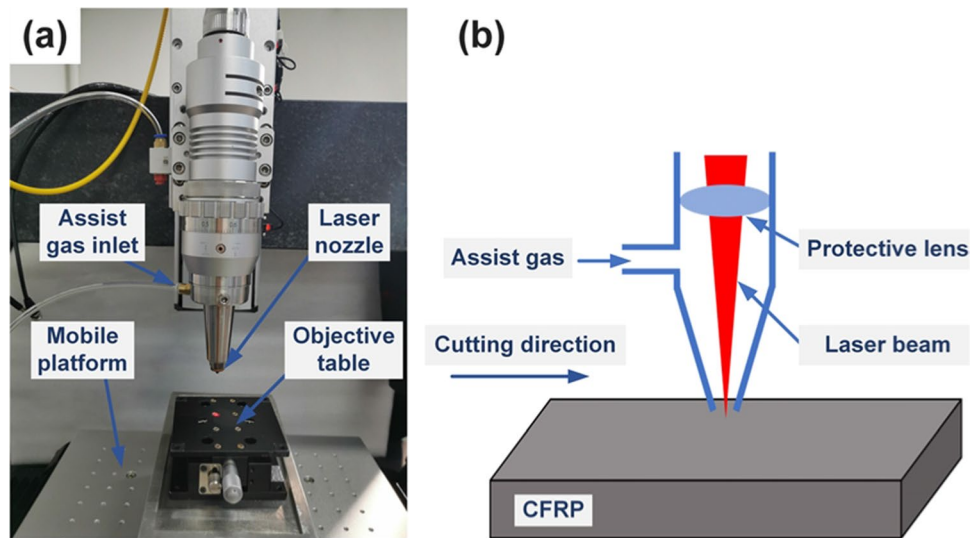 (a)
Assist
gas inlet
Laser
nozzle
Mobile
platform
Objective
table
(b)
Assist gas
Protective lens
Cutting direction
Laser beam
CFRP